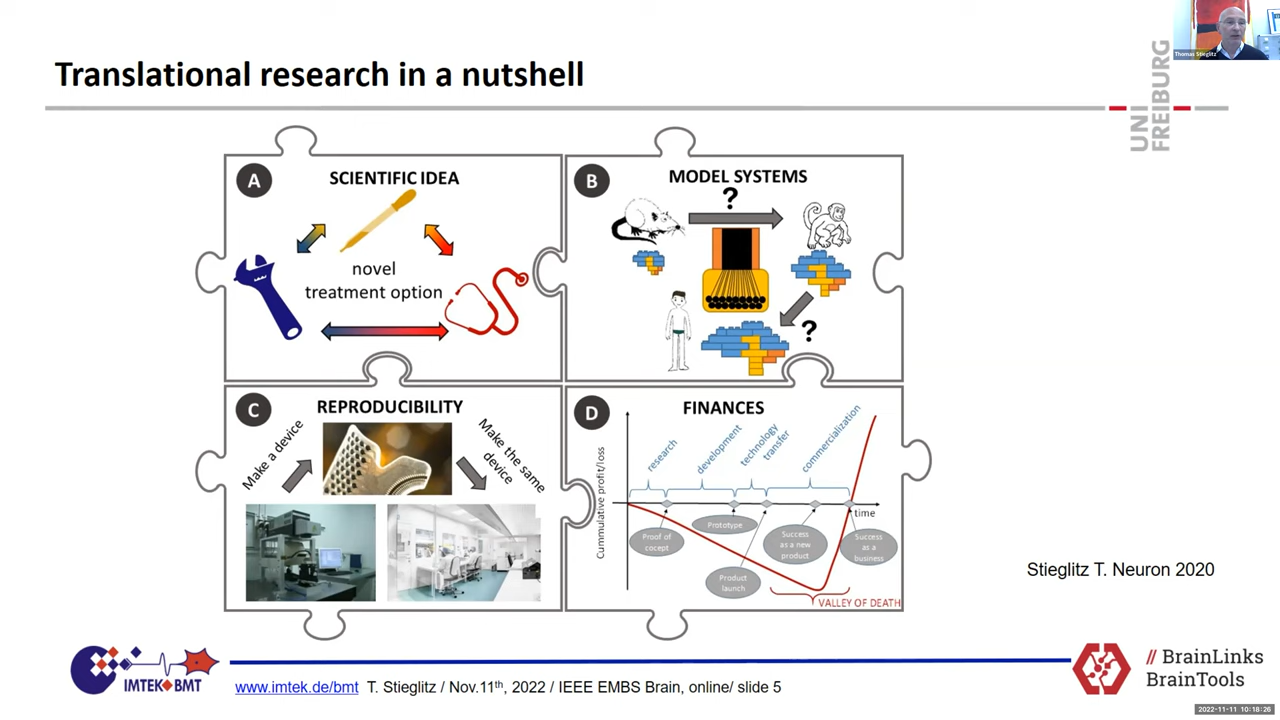 Thomas Stieglitz
Translational research in a nutshell
UNI
FREIBURG
A
SCIENTIFIC IDEA
novel
treatment option
B
MODEL SYSTEMS
?
?
C
REPRODUCIBILITY
Make a device
Make the same
device
D
FINANCES
Cummulative profit/loss
research
development
technology
transfer
commercialization
time
Proof of
cocept
Prototype
Product
launch
Success
as a new
product
Success
as a
business
VALLEY OF DEATH
Stieglitz T. Neuron 2020
IMTEK BMT
www.imtek.de/bmt T. Stieglitz / Nov.11th, 2022 / IEEE EMBS Brain, online/ slide 5
// BrainLinks
BrainTools
2022-11-11 10:18:26